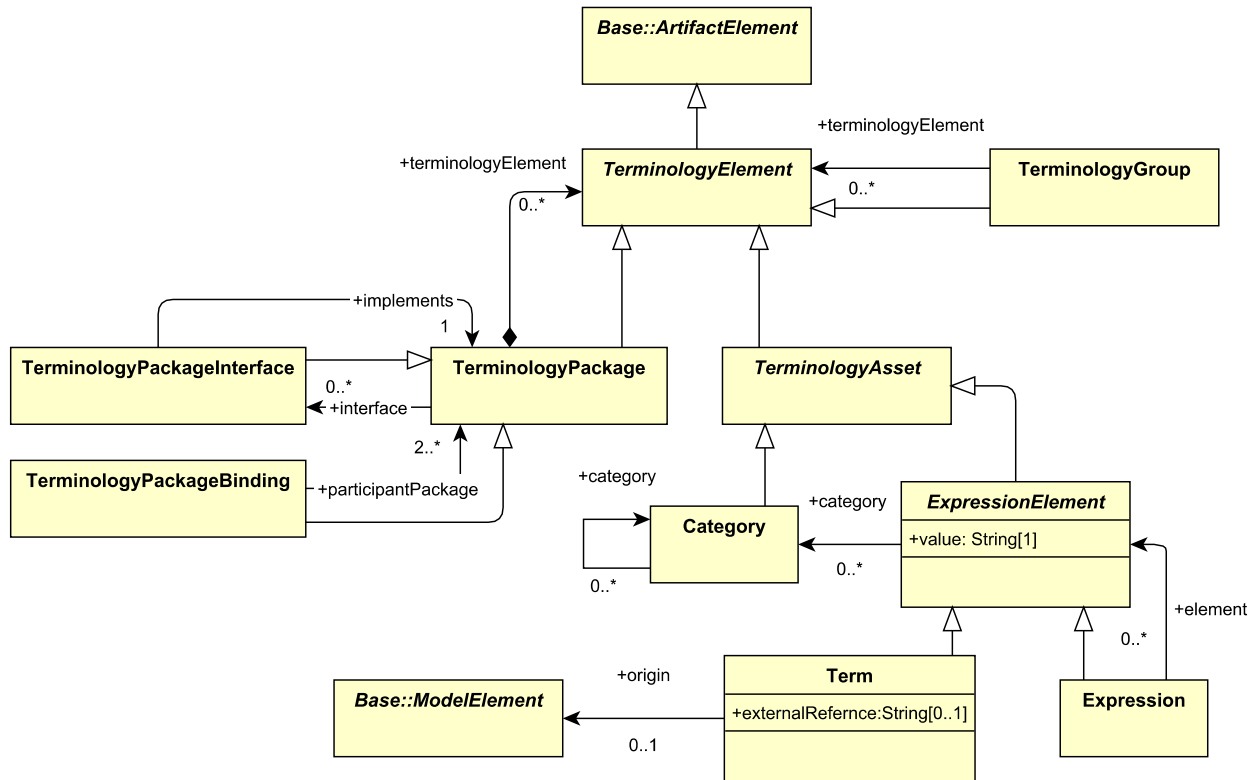 Base::ArtifactElement
+terminologyElement
+terminologyElement
TerminologyElement
TerminologyGroup
0..*
0..*
+implements
1
TerminologyPackageInterface
TerminologyPackage
TerminologyAsset
0..*
+interface
2..*
TerminologyPackageBinding
+participantPackage
+category
+category
ExpressionElement
Category
+value: String[1]
0..*
0..*
+element
0..*
+origin
Term
Base::ModelElement
Expression
+externalRefernce:String[0..1]
0..1